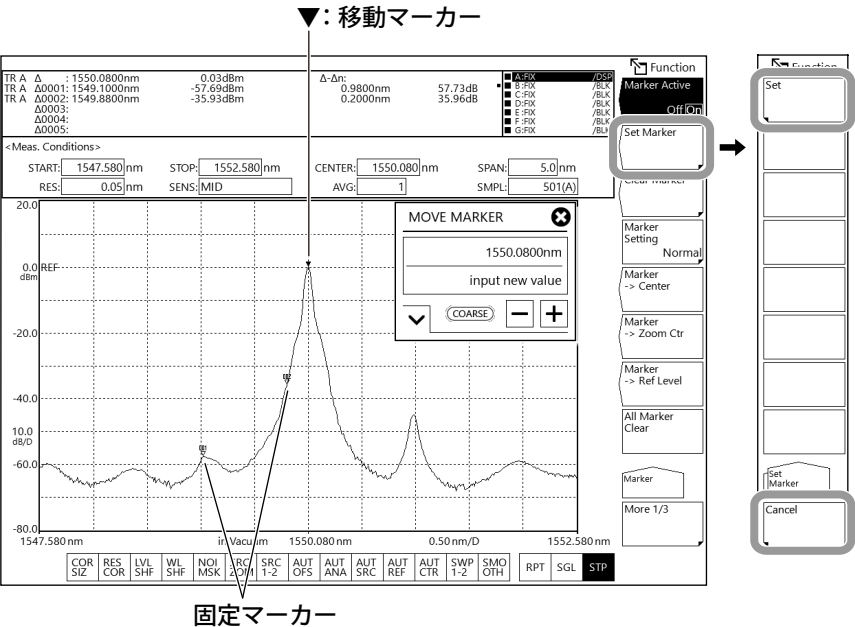 ▼：移動マーカー
TR A Δ : 1550.0800nm 0.03dBm
TR A Δ0001: 1549.1000nm -57.69dBm
TR A Δ0002: 1549.8800nm -35.93dBm
Δ0003:
Δ0004:
Δ0005:
Δ-Δn:
0.9800nm 57.73dB
0.2000nm 35.96dB
A:FIX /DSP
B:FIX /BLK
C:FIX /BLK
D:FIX /BLK
E:FIX /BLK
F:FIX /BLK
G:FIX /BLK
<Meas. Conditions>
START: 1547.580 nm STOP: 1552.580 nm CENTER: 1550.080 nm SPAN: 5.0 nm
RES: 0.05 nm SENS: MID AVG: 1 SMPL: 501(A)
20.0
0.0 REF
dBm
-20.0
-40.0
10.0
dB/D
-60.0
-80.0
MOVE MARKER
1550.0800nm
input new value
COARSE
1547.580 nm in Vacuum 1550.080 nm 0.50 nm/D 1552.580 nm
COR SIZ
RES COR
LVL SHF
WL SHF
NOI MSK
SRC ZOM
SRC 1-2
AUT OFS
AUT ANA
AUT SRC
AUT REF
AUT CTR
SWP 1-2
SMO OTH
RPT
SGL
STP
Function
Marker Active
Off On
Set Marker
Clear Marker
Marker
Setting
Normal
Marker
-> Center
Marker
-> Zoom Ctr
Marker
-> Ref Level
All Marker
Clear
Marker
More 1/3
Function
Set
Set
Marker
Cancel
固定マーカー